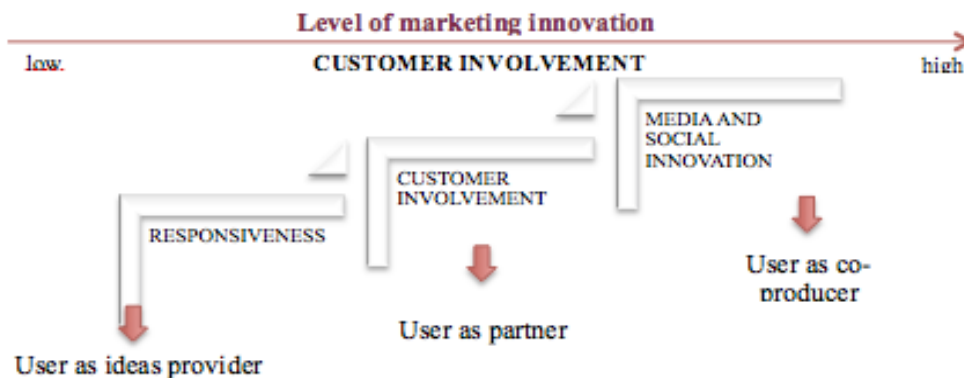 Level of marketing innovation
low.
CUSTOMER INVOLVEMENT
high
MEDIA AND
SOCIAL
INNOVATION
CUSTOMER
INVOLVEMENT
RESPONSIVENESS
User as co-
producer
User as partner
User as ideas provider